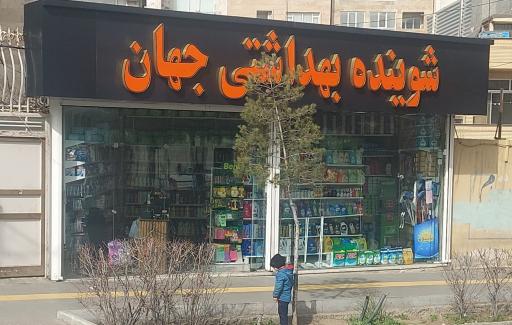 شوینده بهداشتی جهان